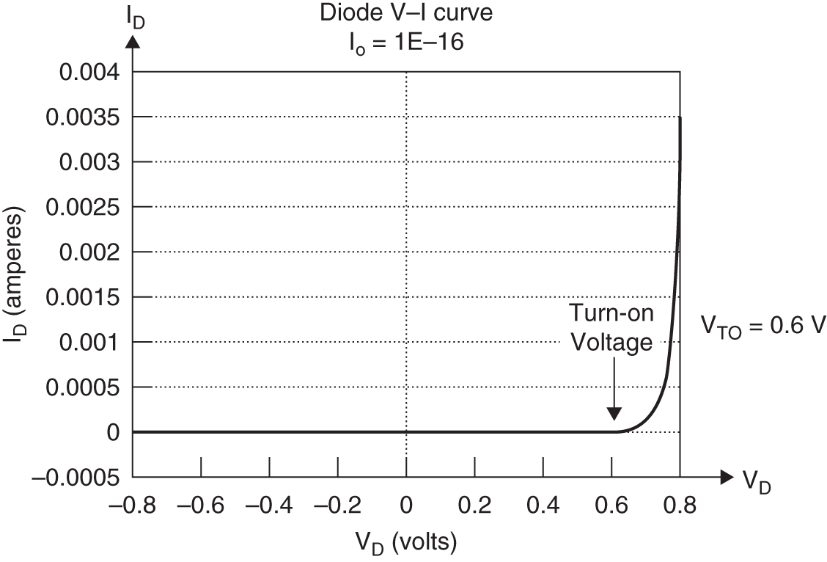 Diode V–I curve
I₀ = 1E–16
I_D
0.004
0.0035
0.003
0.0025
0.002
0.0015
0.001
0.0005
0
–0.0005
I_D (amperes)
Turn-on
Voltage
V_TO = 0.6 V
–0.8 –0.6 –0.4 –0.2 0 0.2 0.4 0.6 0.8
V_D
V_D (volts)